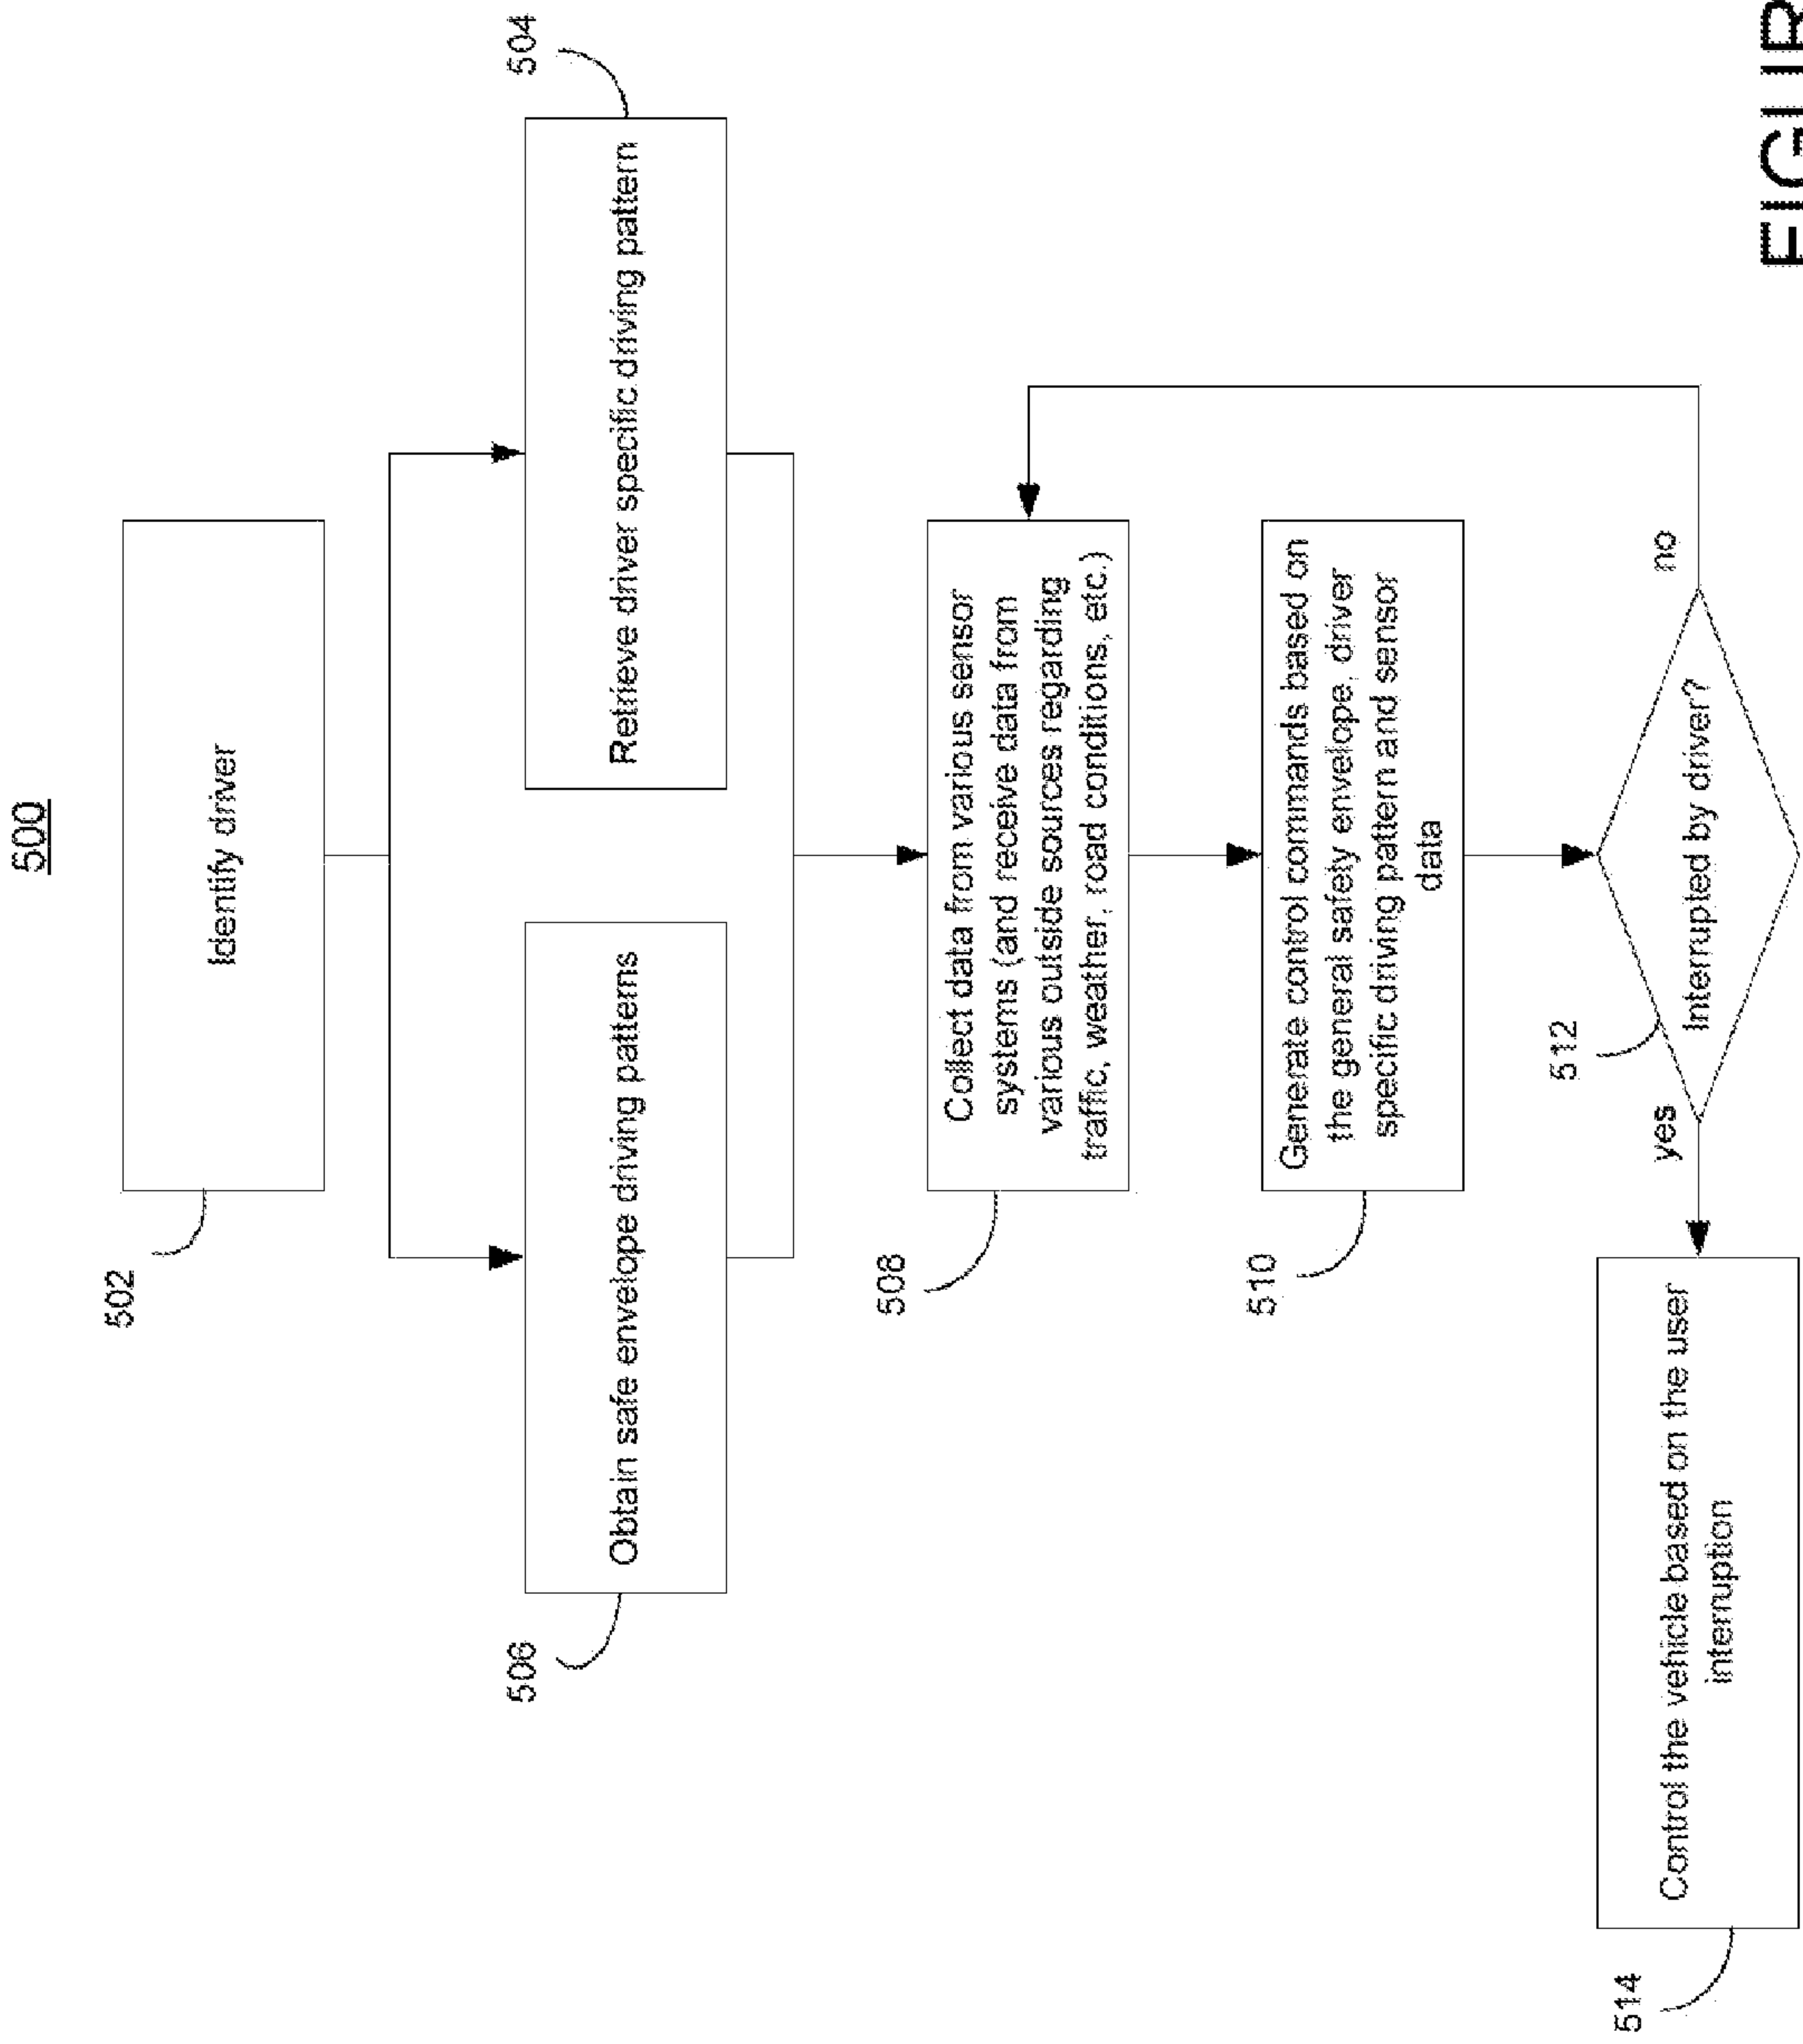 500
Identify driver
502
Obtain safe envelope driving patterns
506
Retrieve driver specific driving pattern
504
Collect data from various sensor
systems (and receive data from
various outside sources regarding
traffic, weather, road conditions, etc.)
508
Generate control commands based on
the general safety envelope, driver
specific driving pattern and sensor
data
510
512
Interrupted by driver?
yes
no
Control the vehicle based on the user
interruption
514